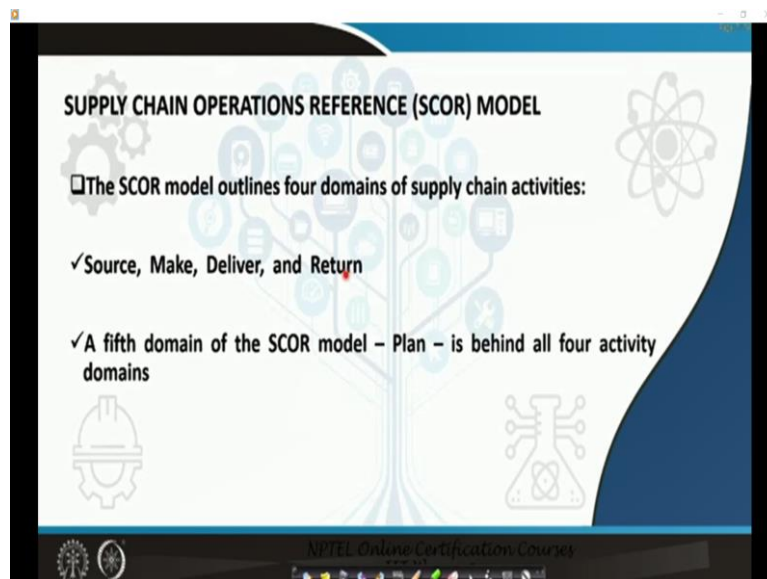 SUPPLY CHAIN OPERATIONS REFERENCE (SCOR) MODEL
❑The SCOR model outlines four domains of supply chain activities:
✓Source, Make, Deliver, and Return
✓A fifth domain of the SCOR model – Plan – is behind all four activity
domains
NPTEL Online Certification Courses